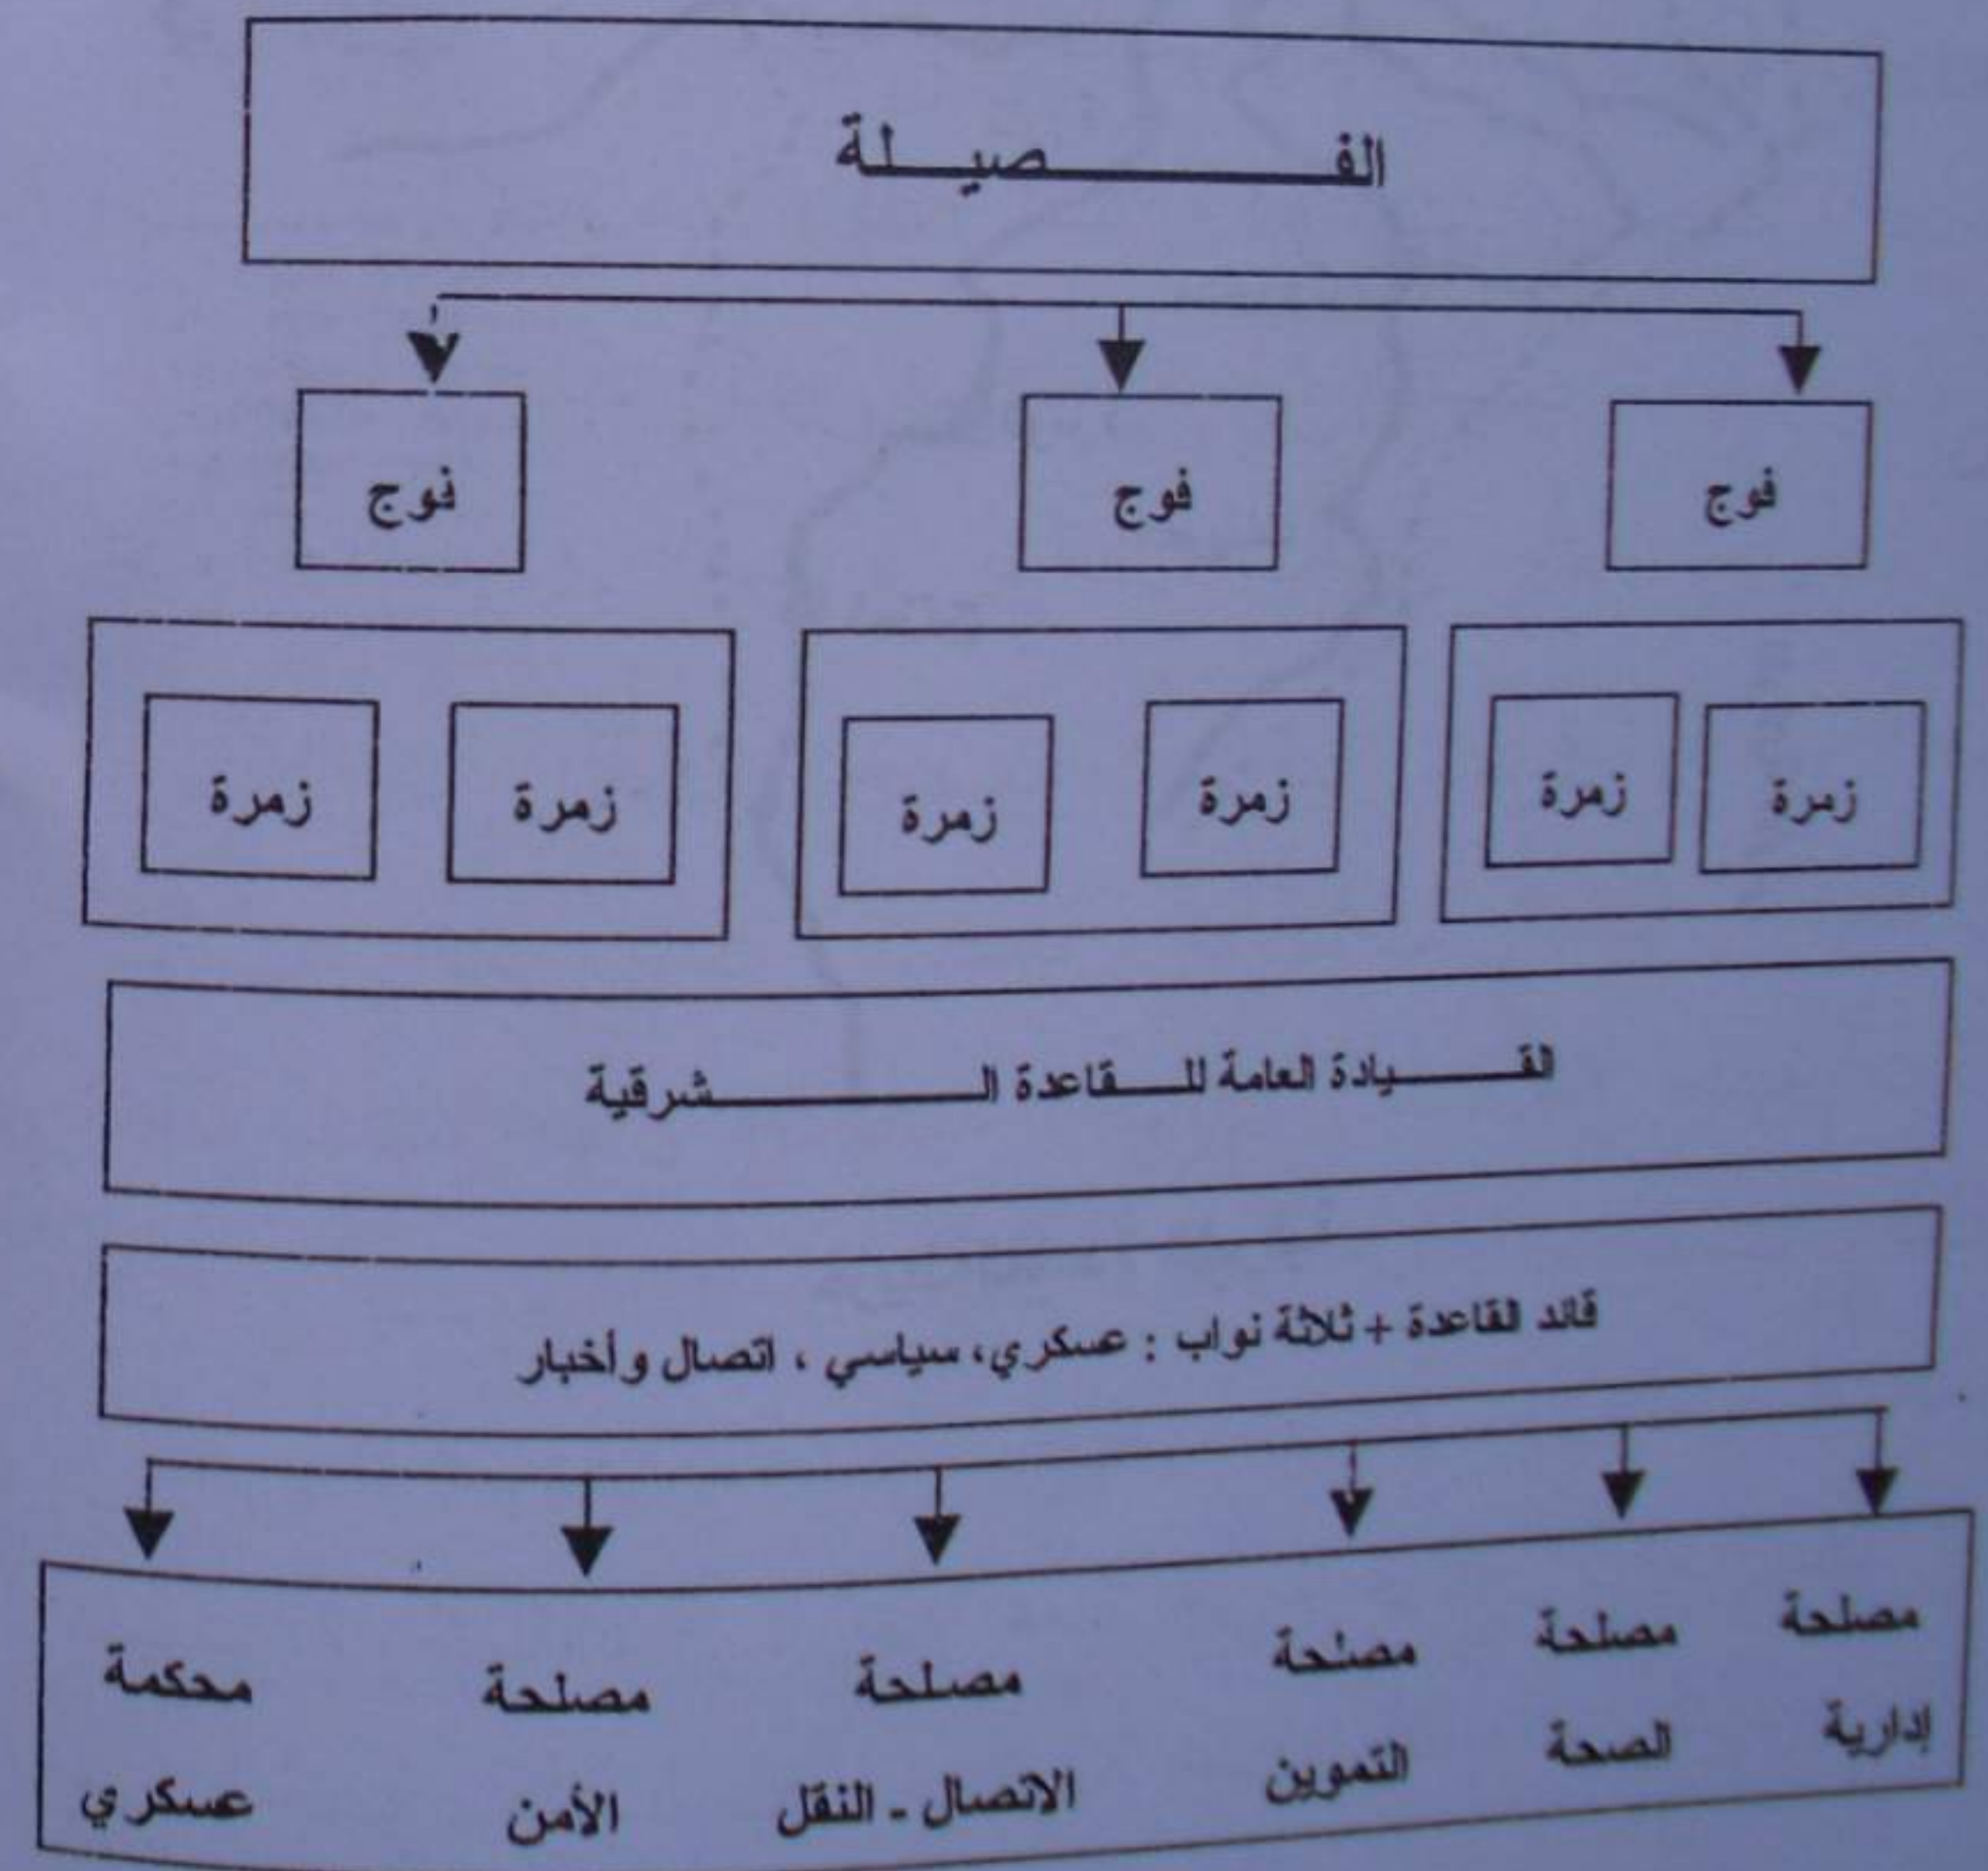 الفصيلة
فوج فوج فوج
زمرة زمرة زمرة زمرة زمرة زمرة
القيادة العامة للقاعدة الشرقية
قائد القاعدة + ثلاثة نواب : عسكري، سياسي ، اتصال وأخبار
مصلحة مصلحة مصلحة مصلحة مصلحة محكمة
إدارية الصحة التموين الاتصال - النقل الأمن عسكري